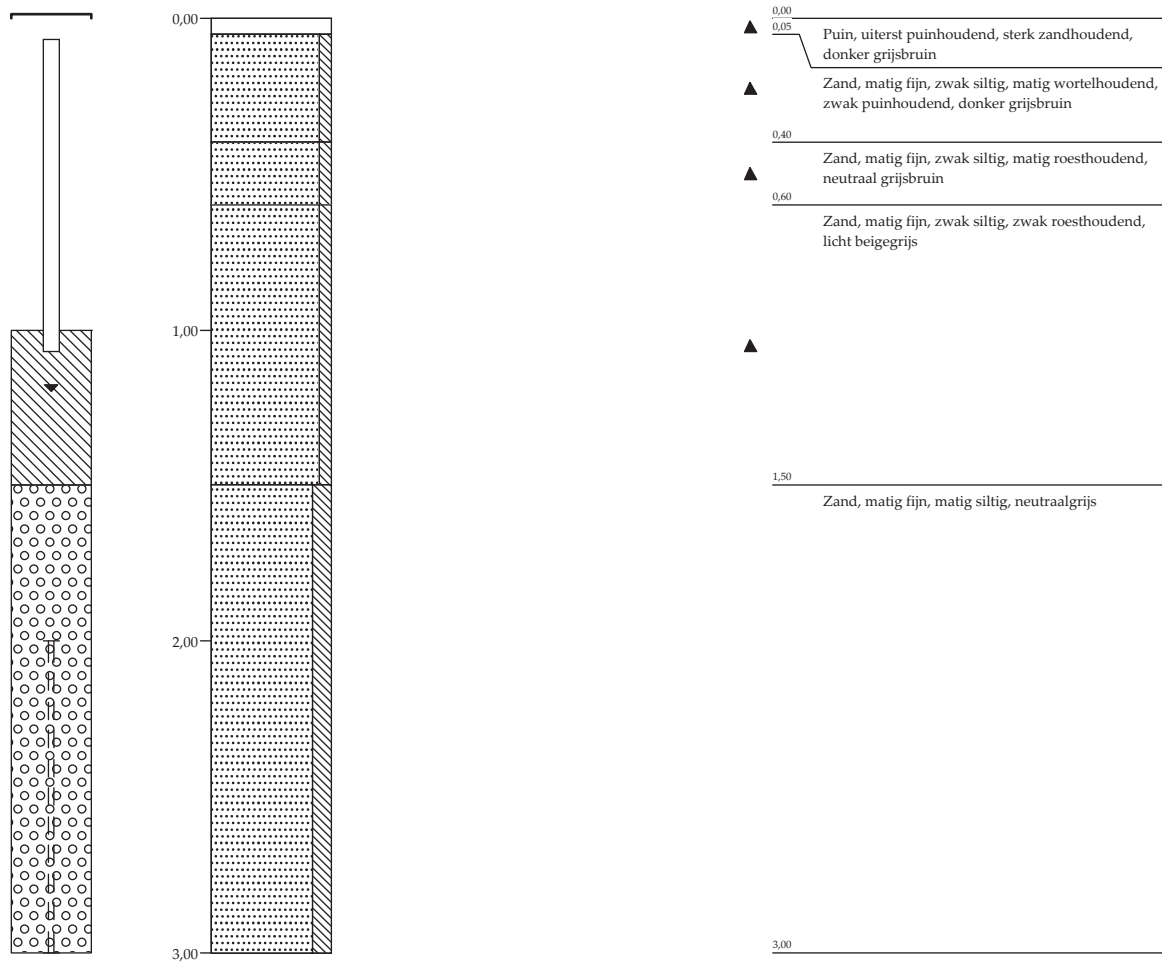 0,00
1,00
2,00
3,00
0,00
0,05
Puin, uiterst puinhoudend, sterk zandhoudend,
donker grijsbruin
Zand, matig fijn, zwak siltig, matig wortelhoudend,
zwak puinhoudend, donker grijsbruin
0,40
Zand, matig fijn, zwak siltig, matig roesthoudend,
neutraal grijsbruin
0,60
Zand, matig fijn, zwak siltig, zwak roesthoudend,
licht beigegrijs
1,50
Zand, matig fijn, matig siltig, neutraalgrijs
3,00